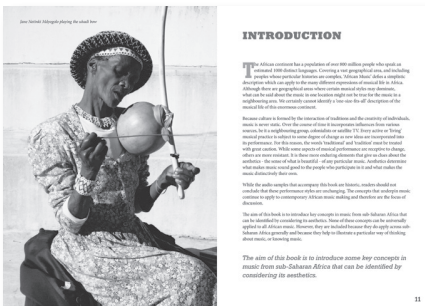 Jane Ntshidi Mdongolo playing the uhadi bow
INTRODUCTION
The African continent has a population of over 800 million people who speak an
estimated 1000 distinct languages. Covering a vast geographical area, and including
peoples whose particular histories are complex, 'African Music' defies a simplistic
description which can apply to the many different expressions of musical life in Africa.
Although there are geographical areas where certain musical styles may dominate,
what can be said about the music in one location might not be true for the music in a
neighbouring area. We certainly cannot identify a 'one-size-fits-all' description of the
musical life of this enormous continent.
Because culture is formed by the interaction of traditions and the creativity of individuals,
music is never static. Over the course of time it incorporates influences from various
sources, be it a neighbouring group, colonialists or satellite TV. Every active or 'living'
musical practice is subject to some degree of change as new ideas are incorporated into
its performance. For this reason, the words 'traditional' and 'tradition' must be treated
with great caution. While some aspects of musical performance are receptive to change,
others are more resistant. It is these more enduring elements that give us clues about the
aesthetics - the sense of what is beautiful - of any particular music. Aesthetics determine
what makes music sound good to the people who participate in it and what makes the
music distinctively their own.
While the audio samples that accompany this book are historic, readers should not
conclude that these performance styles are unchanging. The concepts that underpin music
continue to apply to contemporary African music making and therefore are the focus of
discussion.
The aim of this book is to introduce key concepts in music from sub-Saharan Africa that
can be identified by considering its aesthetics. None of these concepts can be universally
applied to all African music. However, they are included because they do apply across sub-
Saharan Africa generally and because they help to illustrate a particular way of thinking
about music, or knowing music.
The aim of this book is to introduce some key concepts in
music from sub-Saharan Africa that can be identified by
considering its aesthetics.
11